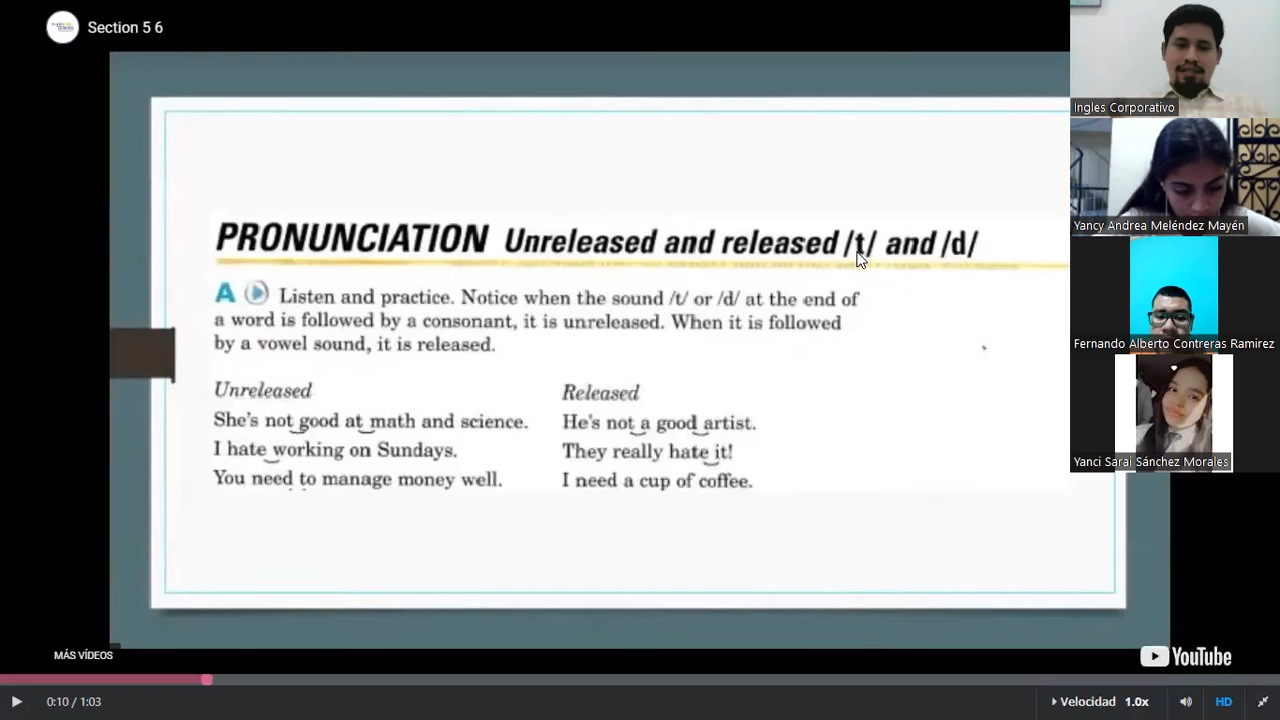 Section 5 6
PRONUNCIATION Unreleased and released /t/ and /d/
A Listen and practice. Notice when the sound /t/ or /d/ at the end of
a word is followed by a consonant, it is unreleased. When it is followed
by a vowel sound, it is released.
Unreleased
She's not good at math and science.
I hate working on Sundays.
You need to manage money well.
Released
He's not a good artist.
They really hate it!
I need a cup of coffee.
Ingles Corporativo
Yancy Andrea Meléndez Mayén
Fernando Alberto Contreras Ramirez
Yanci Sarai Sánchez Morales
MÁS VÍDEOS
YouTube
0:10 / 1:03
Velocidad 1.0x
HD